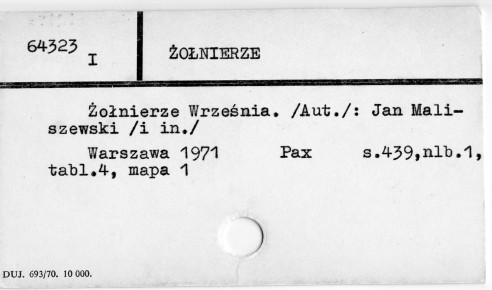 64323 I
ŻOŁNIERZE
Żołnierze Września. /Aut./: Jan Mali-
szewski /i in./
Warszawa 1971 Pax s.439,nlb.1,
tabl.4, mapa 1
DUJ. 693/70. 10 000.